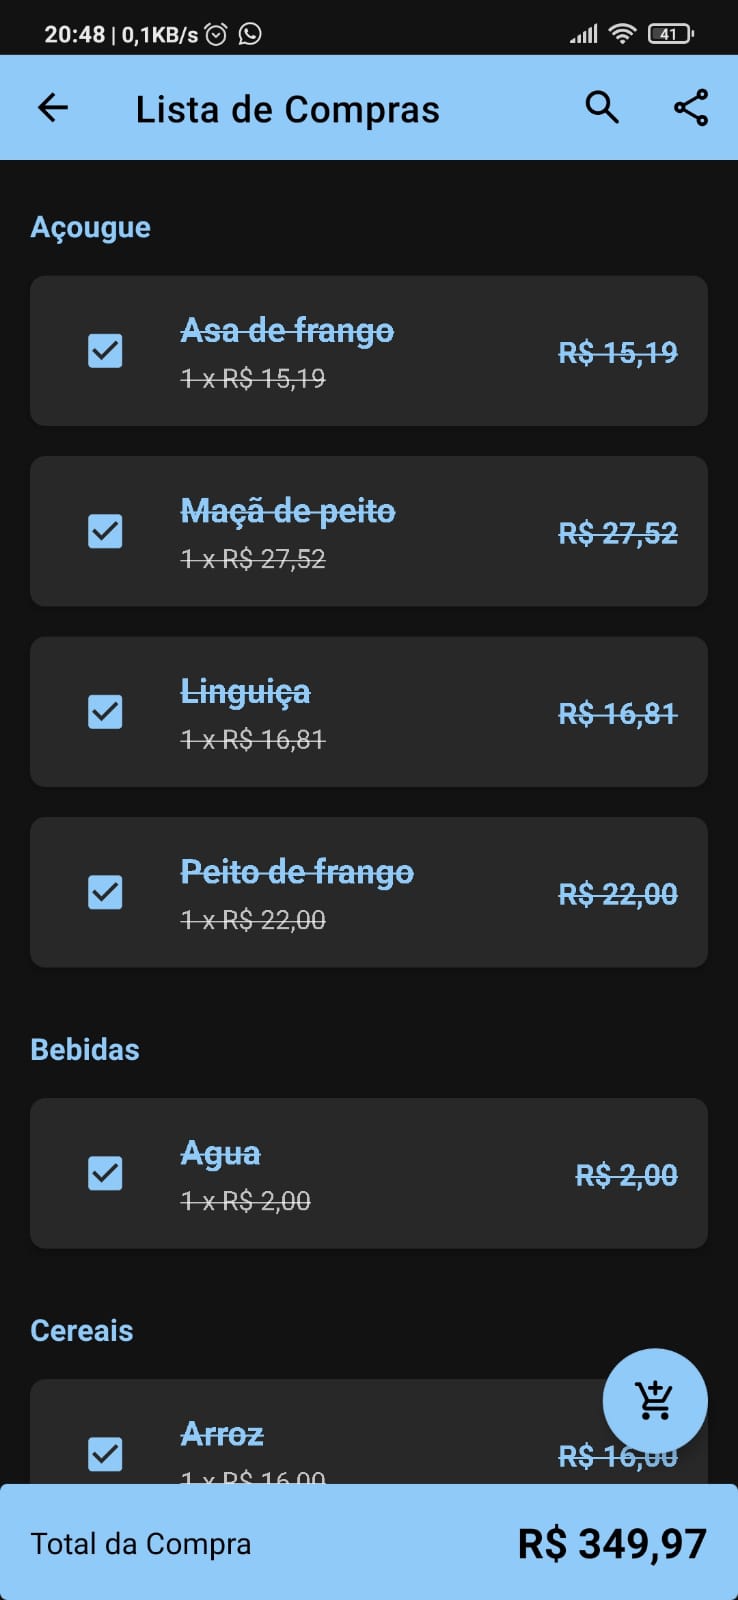 20:48 | 0,1KB/s
41
Lista de Compras
Açougue
Asa de frango
1 x R$ 15,19
R$ 15,19
Maçã de peito
1 x R$ 27,52
R$ 27,52
Linguiça
1 x R$ 16,81
R$ 16,81
Peito de frango
1 x R$ 22,00
R$ 22,00
Bebidas
Agua
1 x R$ 2,00
R$ 2,00
Cereais
Arroz
1 x R$ 16,00
R$ 16,00
Total da Compra
R$ 349,97